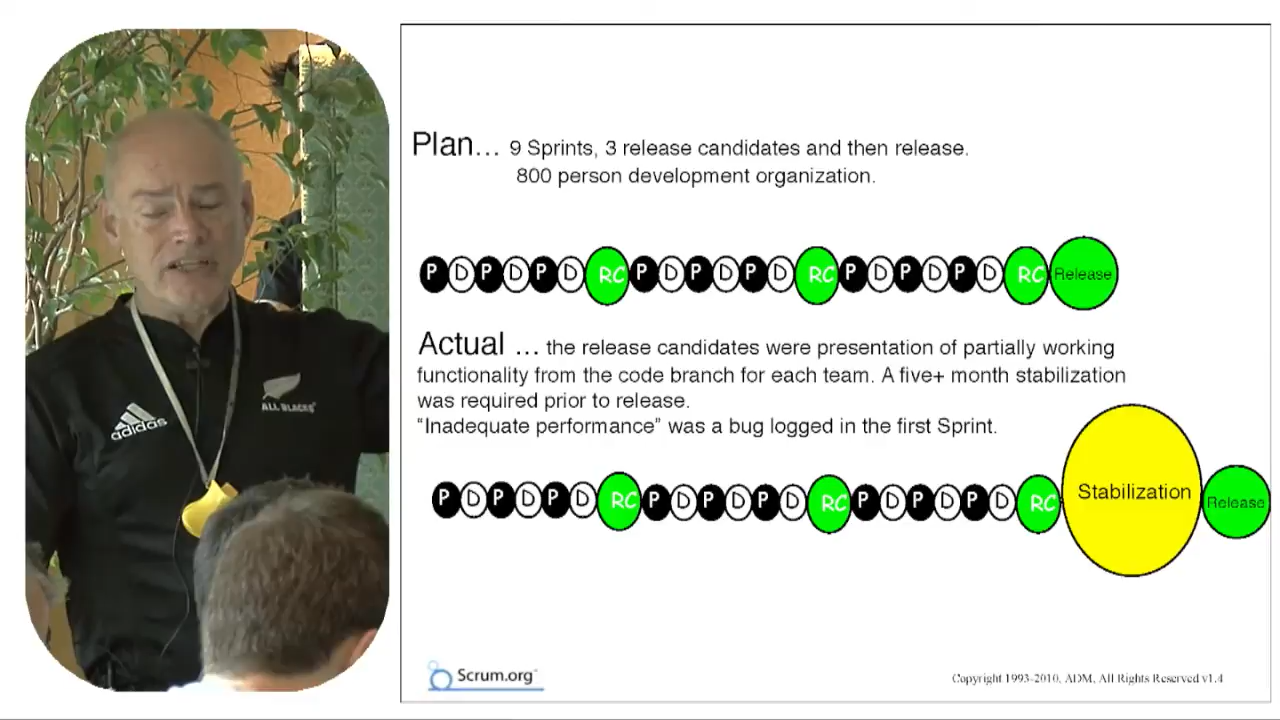 adidas
ALL BLACKS
Plan... 9 Sprints, 3 release candidates and then release.
800 person development organization.
P D P D P D RC P D P D P D RC P D P D P D RC Release
Actual ... the release candidates were presentation of partially working
functionality from the code branch for each team. A five+ month stabilization
was required prior to release.
“Inadequate performance” was a bug logged in the first Sprint.
P D P D P D RC P D P D P D RC P D P D P D RC Stabilization Release
Scrum.org
Copyright 1993-2010, ADM, All Rights Reserved v1.4